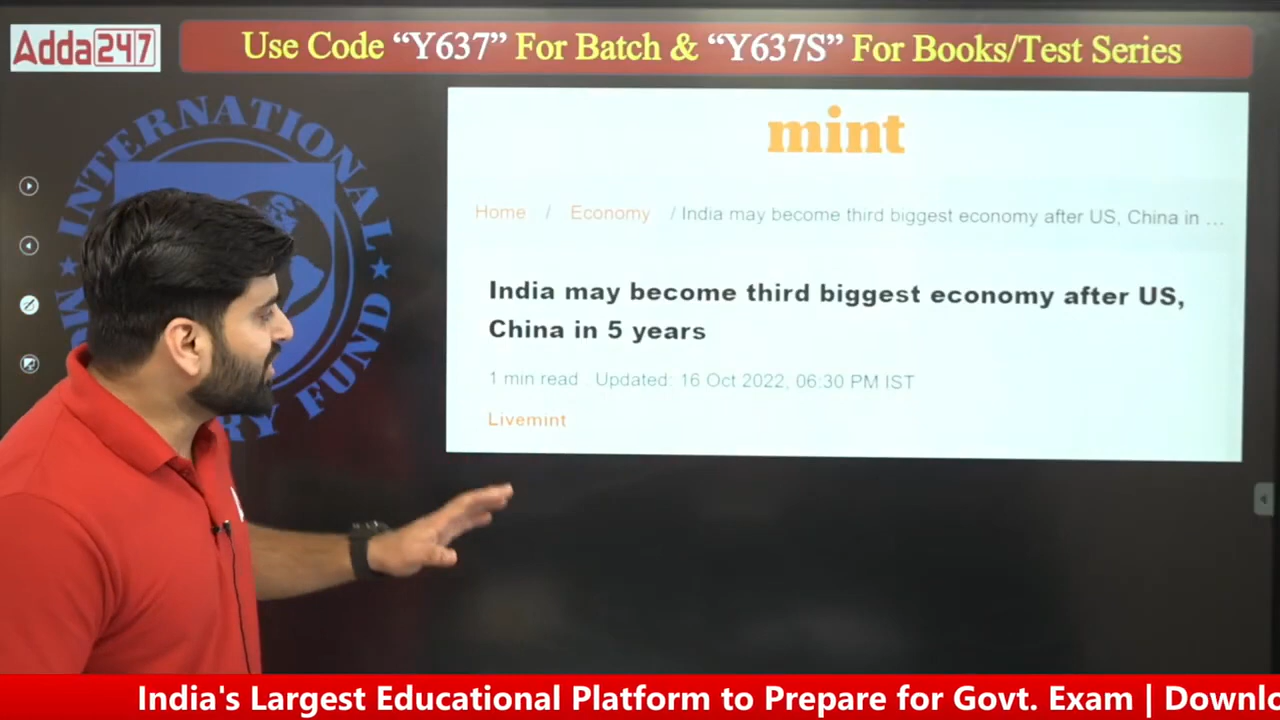 Adda247
Use Code “Y637” For Batch & “Y637S” For Books/Test Series
INTERNATIONAL
FUND
mint
Home / Economy / India may become third biggest economy after US, China in ...
India may become third biggest economy after US,
China in 5 years
1 min read Updated: 16 Oct 2022, 06:30 PM IST
Livemint
India's Largest Educational Platform to Prepare for Govt. Exam | Downlo